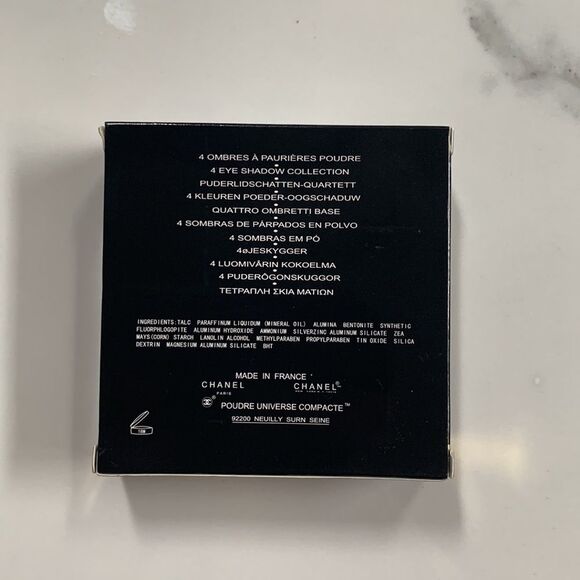 4 OMBRES À PAURIÈRES POUDRE
4 EYE SHADOW COLLECTION
PUDERLIDSCHATTEN-QUARTETT
4 KLEUREN POEDER-OOGSCHADUW
QUATTRO OMBRETTI BASE
4 SOMBRAS DE PÀRPADOS EN POLVO
4 SOMBRAS EM PÓ
4øJESKYGGER
4 LUOMIVÄRIN KOKOELMA
4 PUDERÔGONSKUGGOR
ΤΕΤΡΑΠΛΗ ΣΚΙΑ ΜΑΤΙΩΝ
INGREDIENTS:TALC PARAFFINUM LIQUIDUM (MINERAL OIL) ALUMINA BENTONITE SYNTHETIC
FLUORPHLOGOPITE ALUMINUM HYDROXIDE AMMONIUM SILVERZINC ALUMINUM SILICATE ZEA
MAYS(CORN) STARCH LANOLIN ALCOHOL METHYLPARABEN PROPYLPARABEN TIN OXIDE SILICA
DEXTRIN MAGNESIUM ALUMINUM SILICATE BHT
MADE IN FRANCE
CHANEL CHANEL®
PARIS
POUDRE UNIVERSE COMPACTE™
92200 NEUILLY SURN SEINE